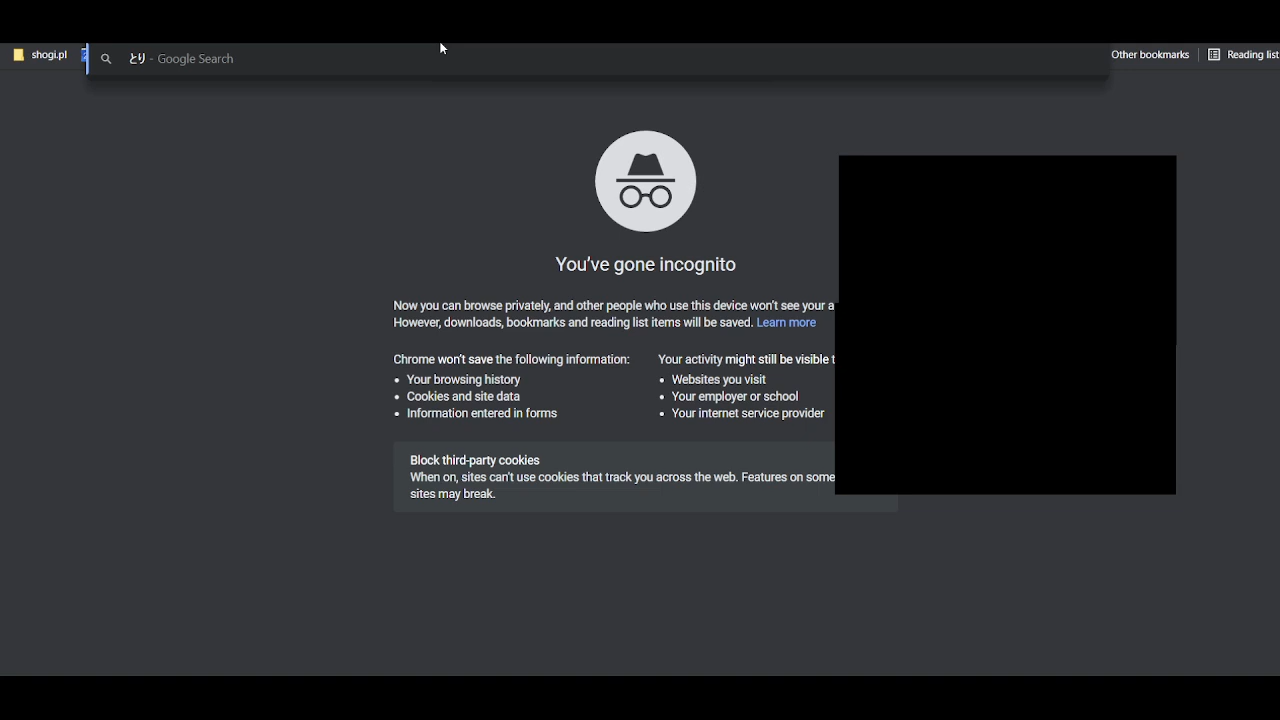 shogi.pl
とり - Google Search
Other bookmarks
Reading list
You've gone incognito
Now you can browse privately, and other people who use this device won't see your a
However, downloads, bookmarks and reading list items will be saved. Learn more
Chrome won't save the following information:
Your browsing history
Cookies and site data
Information entered in forms
Your activity might still be visible t
Websites you visit
Your employer or school
Your internet service provider
Block third-party cookies
When on, sites can't use cookies that track you across the web. Features on some
sites may break.